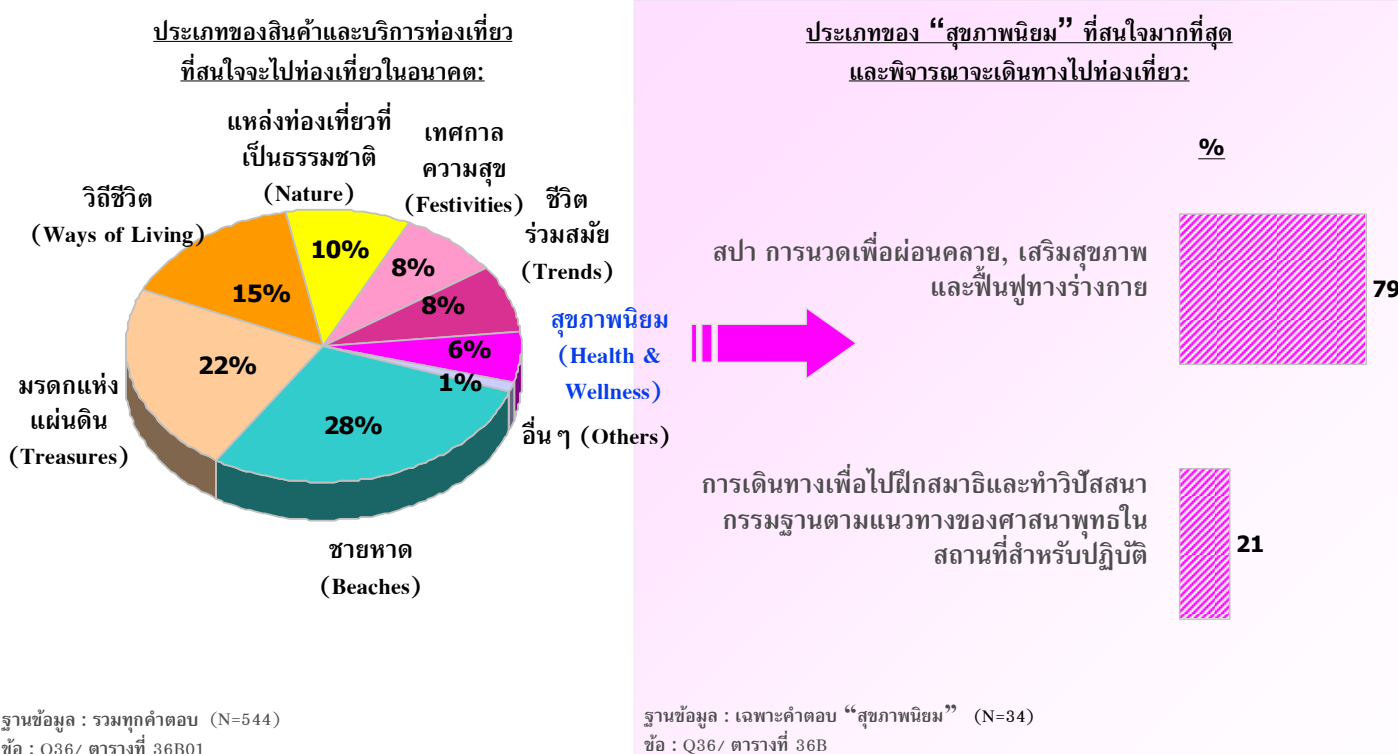 ประเภทของสินค้าและบริการท่องเที่ยว
ที่สนใจจะไปท่องเที่ยวในอนาคต:
แหล่งท่องเที่ยวที่
เป็นธรรมชาติ
(Nature)
เทศกาล
ความสุข
(Festivities)
วิถีชีวิต
(Ways of Living)
ชีวิต
ร่วมสมัย
(Trends)
10%
8%
15%
8%
สุขภาพนิยม
(Health &
Wellness)
6%
22%
1%
มรดกแห่ง
แผ่นดิน
(Treasures)
28%
อื่น ๆ (Others)
ชายหาด
(Beaches)
ฐานข้อมูล : รวมทุกคำตอบ (N=544)
ข้อ : Q36/ ตารางที่ 36B01
ประเภทของ “สุขภาพนิยม” ที่สนใจมากที่สุด
และพิจารณาจะเดินทางไปท่องเที่ยว:
%
สปา การนวดเพื่อผ่อนคลาย, เสริมสุขภาพ
และฟื้นฟูทางร่างกาย
79
การเดินทางเพื่อไปฝึกสมาธิและทำวิปัสสนา
กรรมฐานตามแนวทางของศาสนาพุทธใน
สถานที่สำหรับปฏิบัติ
21
ฐานข้อมูล : เฉพาะคำตอบ “สุขภาพนิยม” (N=34)
ข้อ : Q36/ ตารางที่ 36B